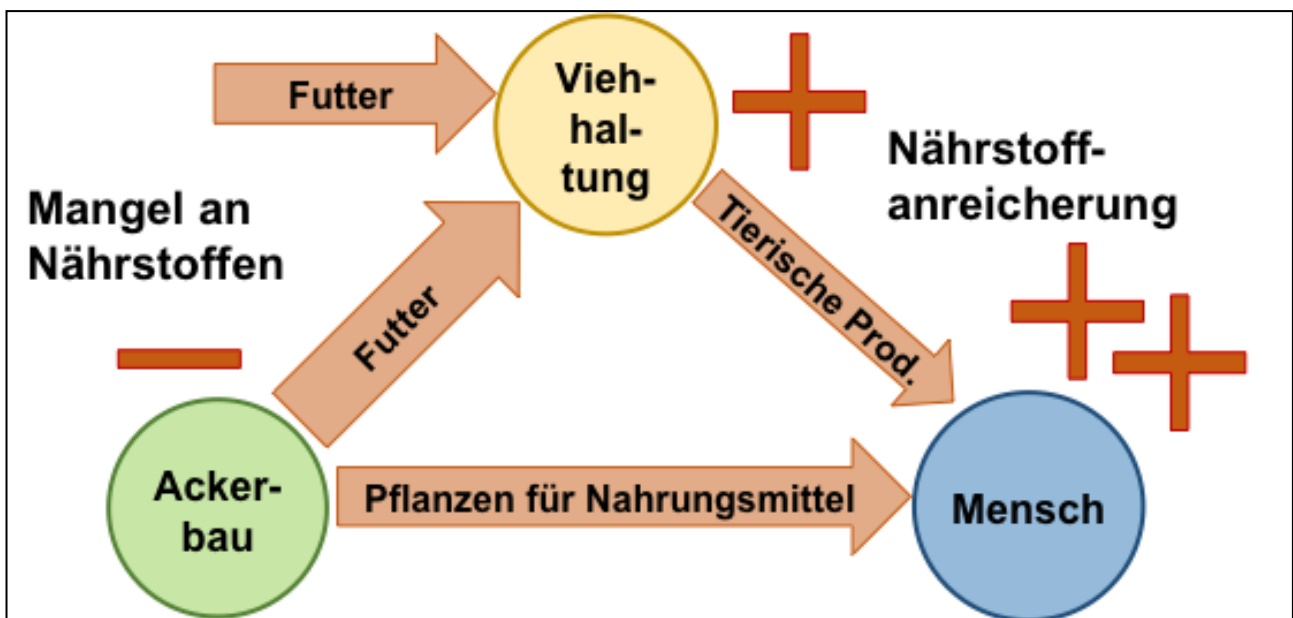 Futter
Vieh-
hal-
tung
Nährstoff-
anreicherung
Mangel an
Nährstoffen
Futter
Tierische Prod.
Acker-
bau
Pflanzen für Nahrungsmittel
Mensch